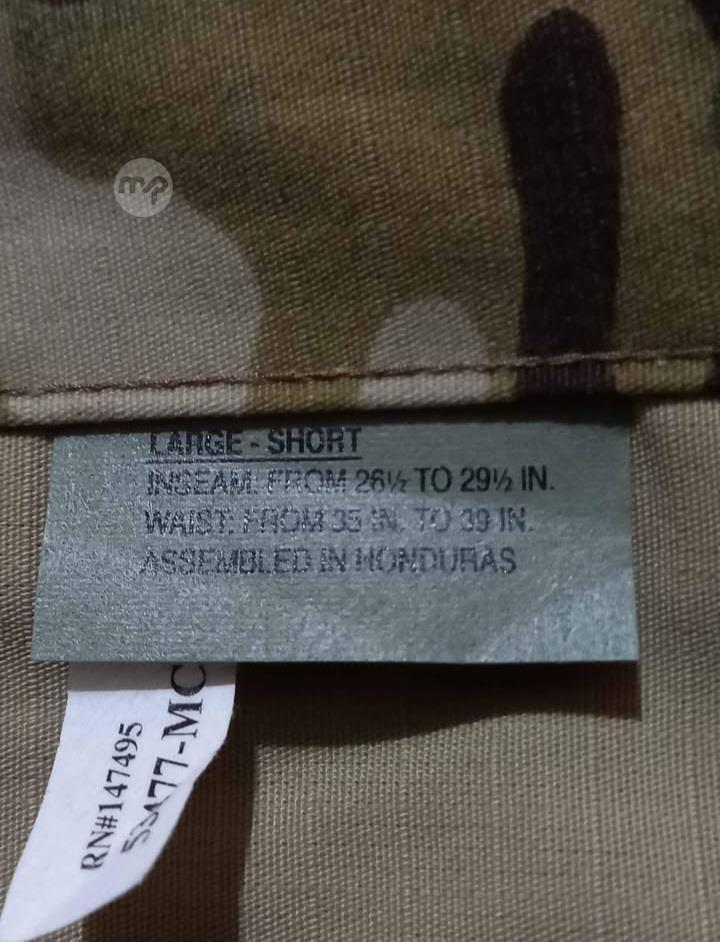 mp
LARGE - SHORT
INSEAM: FROM 26½ TO 29½ IN.
WAIST: FROM 35 IN. TO 39 IN.
ASSEMBLED IN HONDURAS
RN#147495